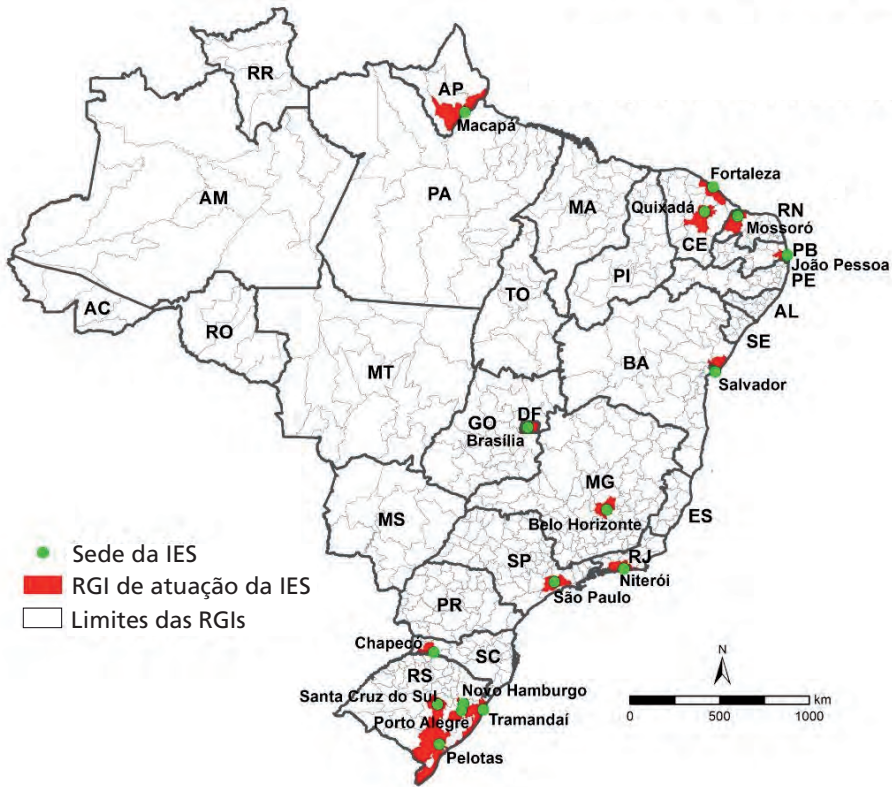 RR
AP
Macapá
AM
PA
MA
Fortaleza
Quixadá
RN
Mossoró
CE
PB
João Pessoa
PI
PE
AC
RO
TO
AL
SE
BA
MT
Salvador
GO
DF
Brasília
MG
MS
Belo Horizonte
ES
SP
RJ
Niterói
São Paulo
PR
Chapecó
SC
RS
Santa Cruz do Sul
Novo Hamburgo
Porto Alegre
Tramandaí
Pelotas
Sede da IES
RGI de atuação da IES
Limites das RGIs
N
km
0 500 1000